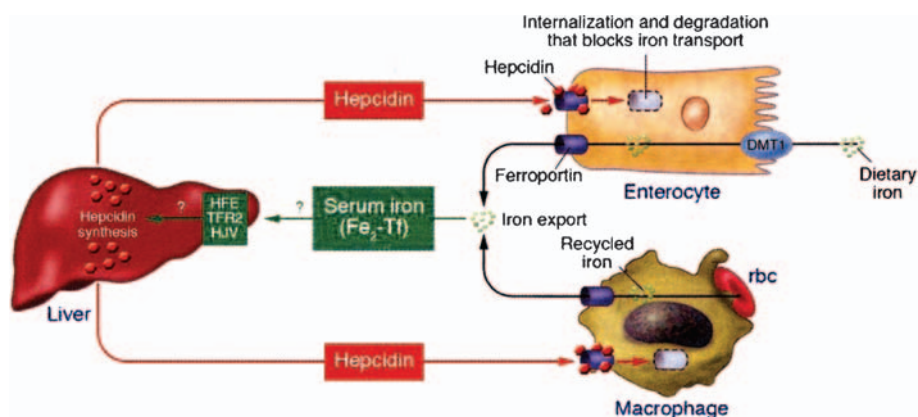 Internalization and degradation
that blocks iron transport
Hepcidin
Hepcidin
DMT1
Ferroportin
Enterocyte
Dietary
iron
HFE
TFR2
HJV
?
?
Hepcidin
synthesis
Serum iron
(Fe2-Tf)
Iron export
Recycled
iron
rbc
Liver
Hepcidin
Macrophage